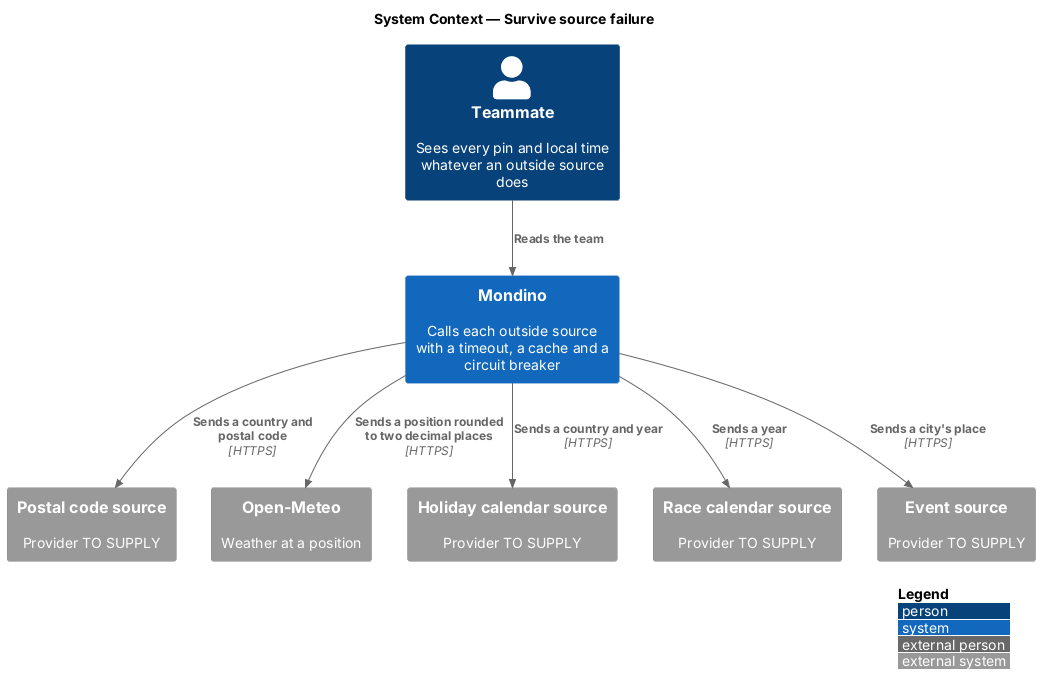 System Context — Survive source failure
Teammate
Sees every pin and local time
whatever an outside source
does
Reads the team
Mondino
Calls each outside source
with a timeout, a cache and a
circuit breaker
Sends a country and
postal code
[HTTPS]
Sends a position rounded
to two decimal places
[HTTPS]
Sends a country and year
[HTTPS]
Sends a year
[HTTPS]
Sends a city's place
[HTTPS]
Postal code source
Provider TO SUPPLY
Open-Meteo
Weather at a position
Holiday calendar source
Provider TO SUPPLY
Race calendar source
Provider TO SUPPLY
Event source
Provider TO SUPPLY
Legend
person
system
external person
external system